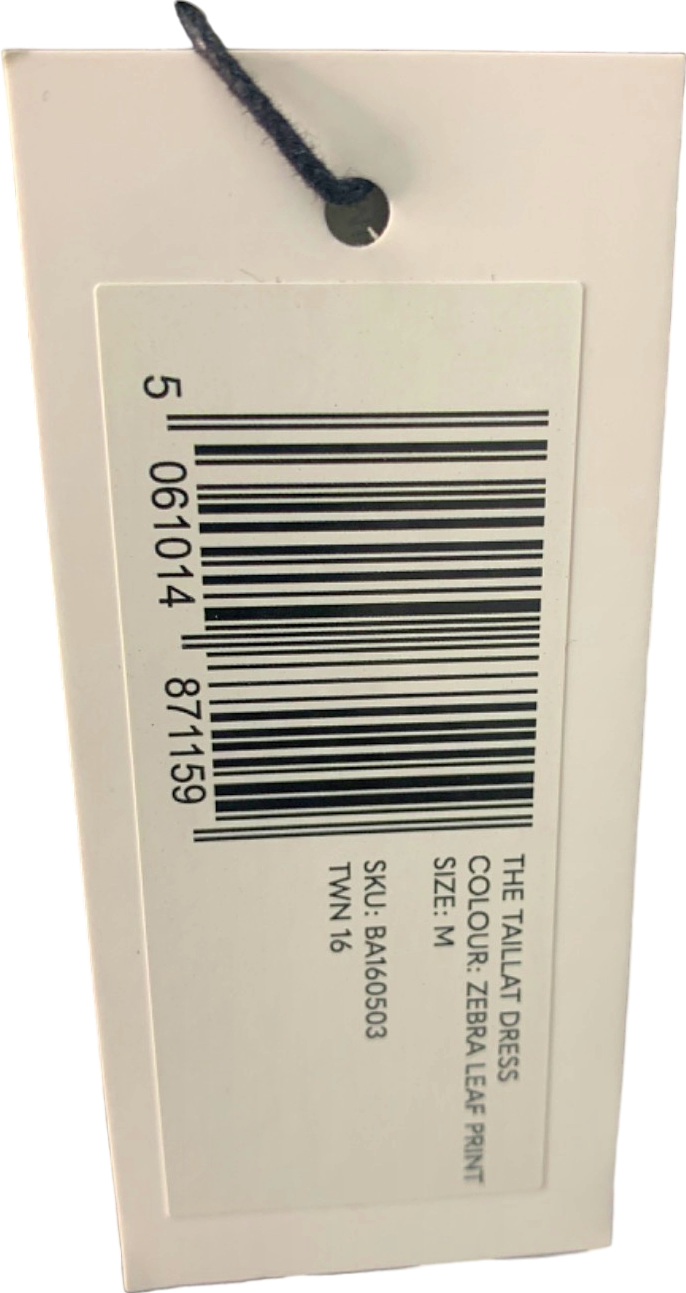 5 061014 871159
THE TAILLAT DRESS
COLOUR: ZEBRA LEAF PRINT
SIZE: M
SKU: BA160503
TWN 16